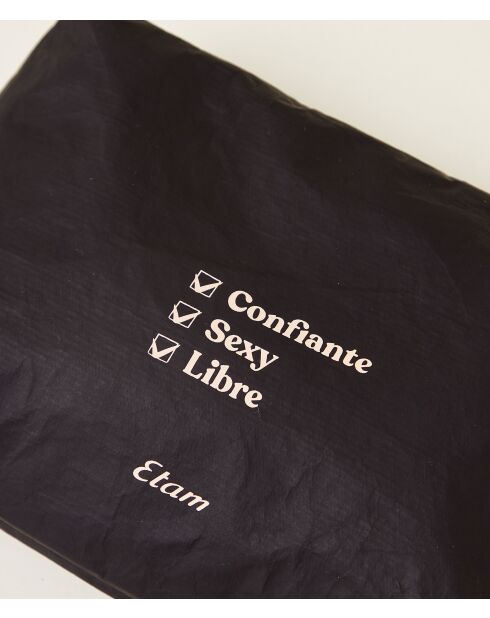 ☑ Confiante
☑ Sexy
☑ Libre
Etam